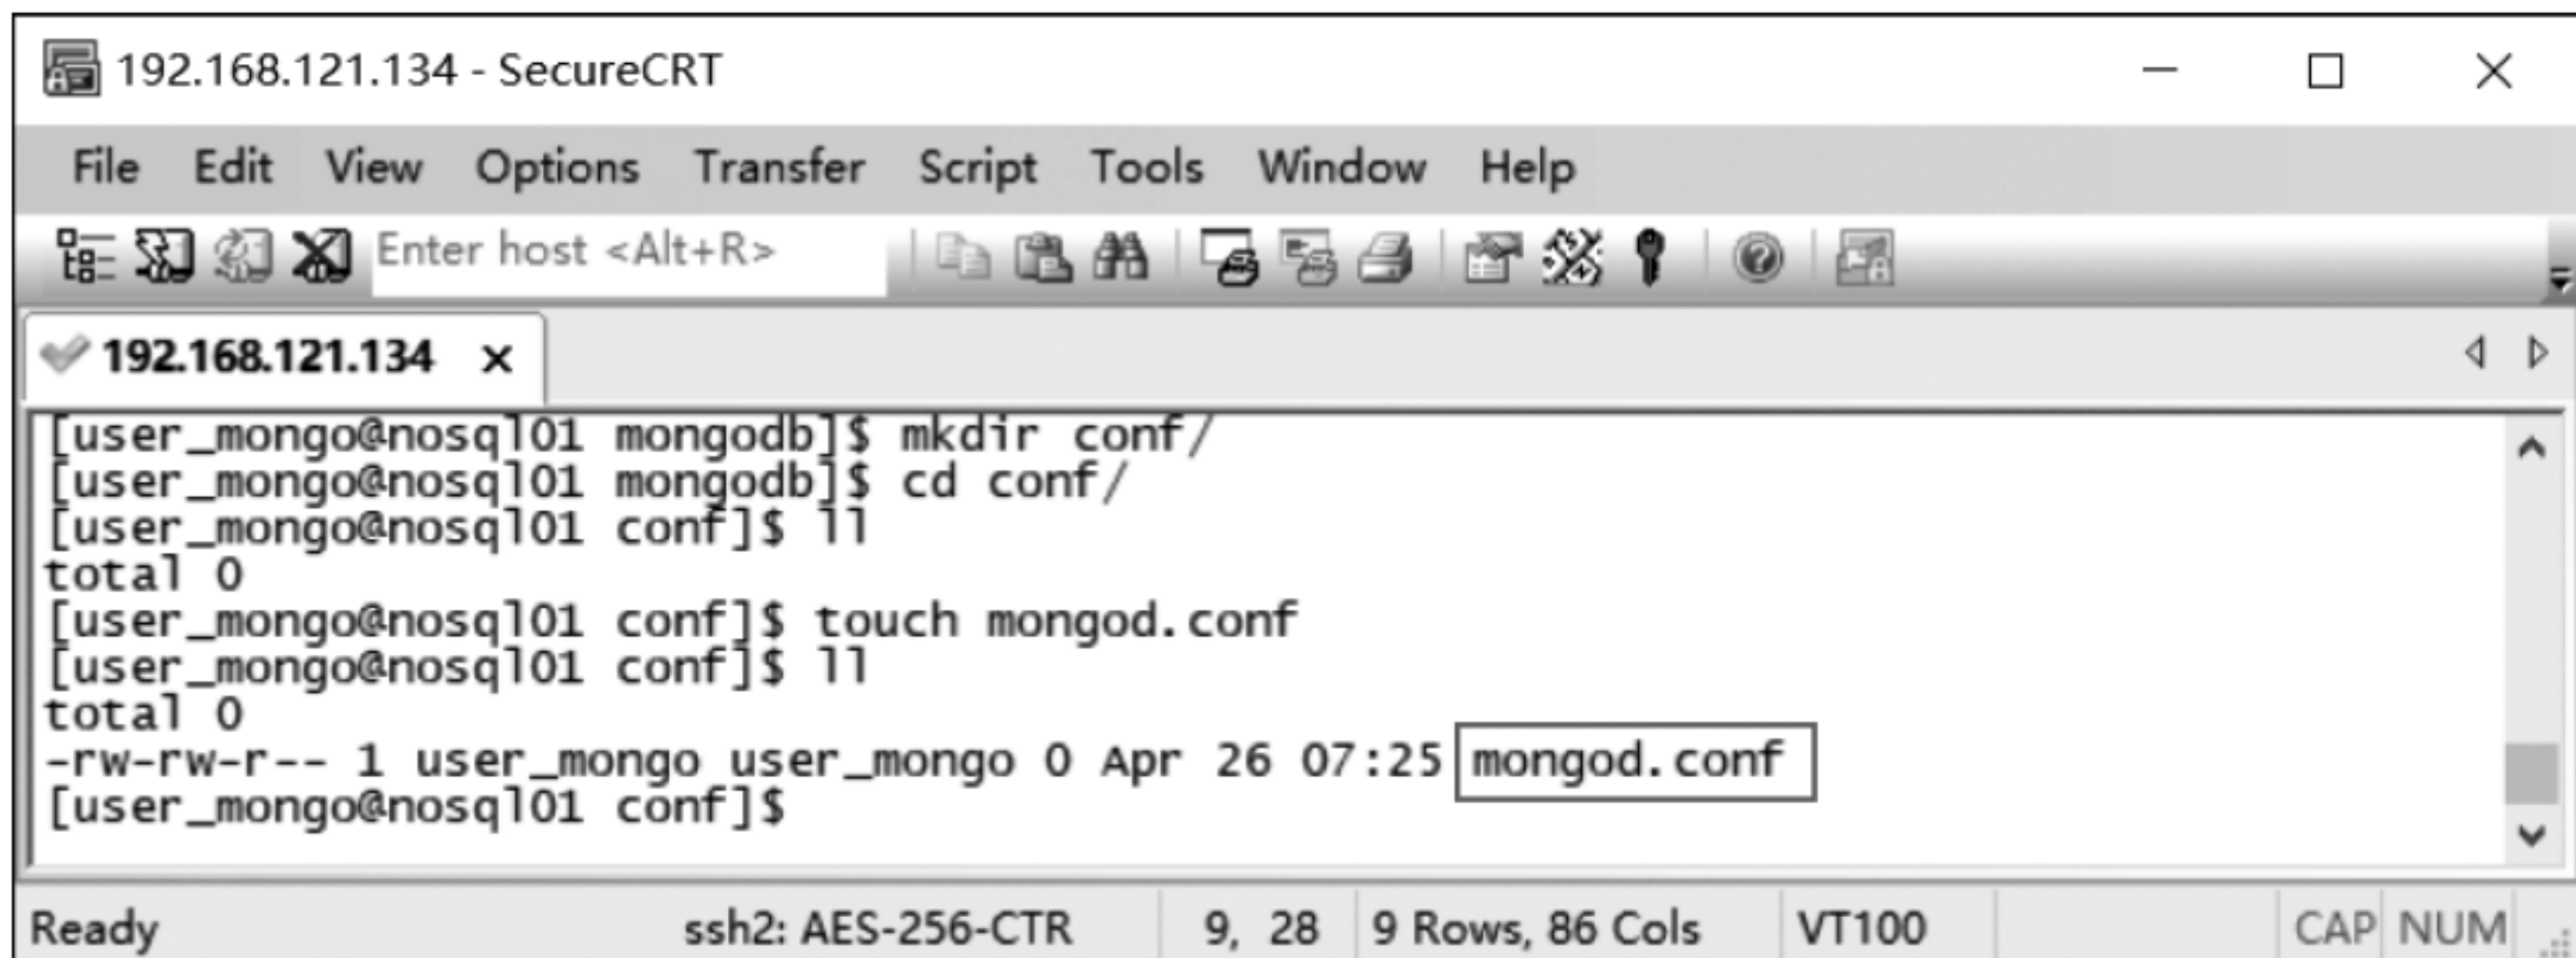 192.168.121.134 - SecureCRT
File Edit View Options Transfer Script Tools Window Help
Enter host <Alt+R>
192.168.121.134
[user_mongo@nosql01 mongodb]$ mkdir conf/
[user_mongo@nosql01 mongodb]$ cd conf/
[user_mongo@nosql01 conf]$ ll
total 0
[user_mongo@nosql01 conf]$ touch mongod.conf
[user_mongo@nosql01 conf]$ ll
total 0
-rw-rw-r-- 1 user_mongo user_mongo 0 Apr 26 07:25 mongod.conf
[user_mongo@nosql01 conf]$
Ready ssh2: AES-256-CTR 9, 28 9 Rows, 86 Cols VT100 CAP NUM